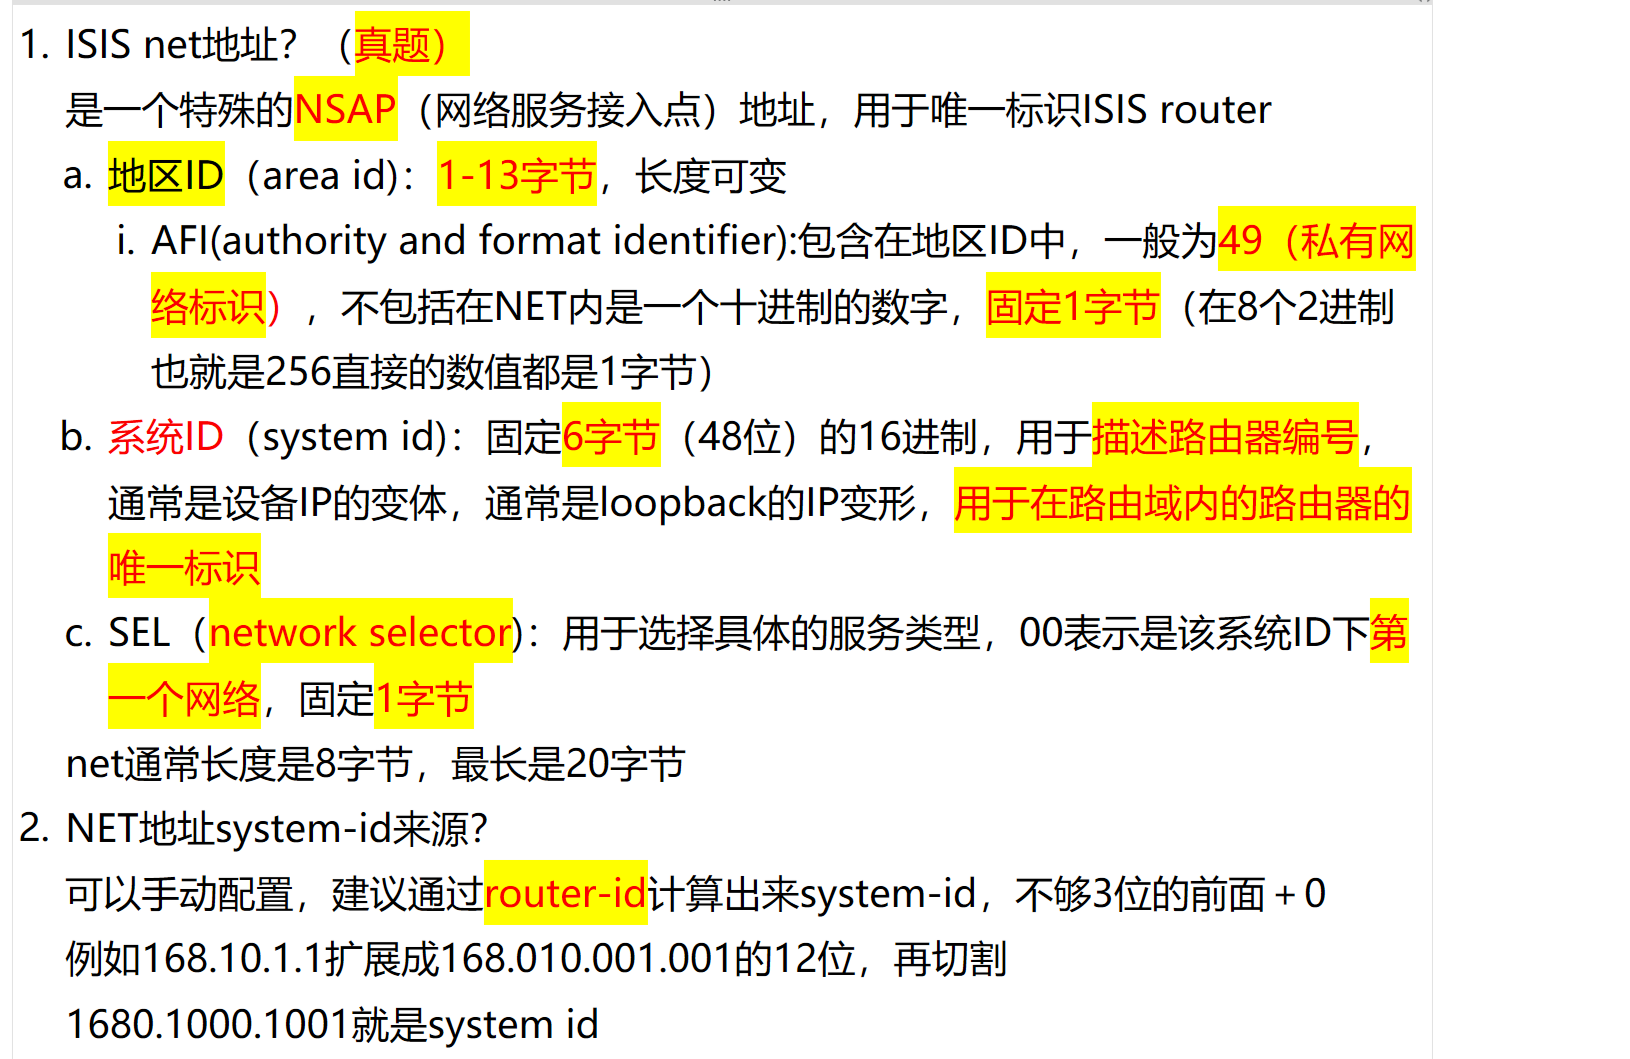 1. ISIS net地址？（真题）
是一个特殊的NSAP（网络服务接入点）地址，用于唯一标识ISIS router
a. 地区ID（area id)：1-13字节，长度可变
i. AFI(authority and format identifier):包含在地区ID中，一般为49（私有网
络标识），不包括在NET内是一个十进制的数字，固定1字节（在8个2进制
也就是256直接的数值都是1字节）
b. 系统ID（system id)：固定6字节（48位）的16进制，用于描述路由器编号，
通常是设备IP的变体，通常是loopback的IP变形，用于在路由域内的路由器的
唯一标识
c. SEL（network selector)：用于选择具体的服务类型，00表示是该系统ID下第
一个网络，固定1字节
net通常长度是8字节，最长是20字节
2. NET地址system-id来源？
可以手动配置，建议通过router-id计算出来system-id，不够3位的前面＋0
例如168.10.1.1扩展成168.010.001.001的12位，再切割
1680.1000.1001就是system id